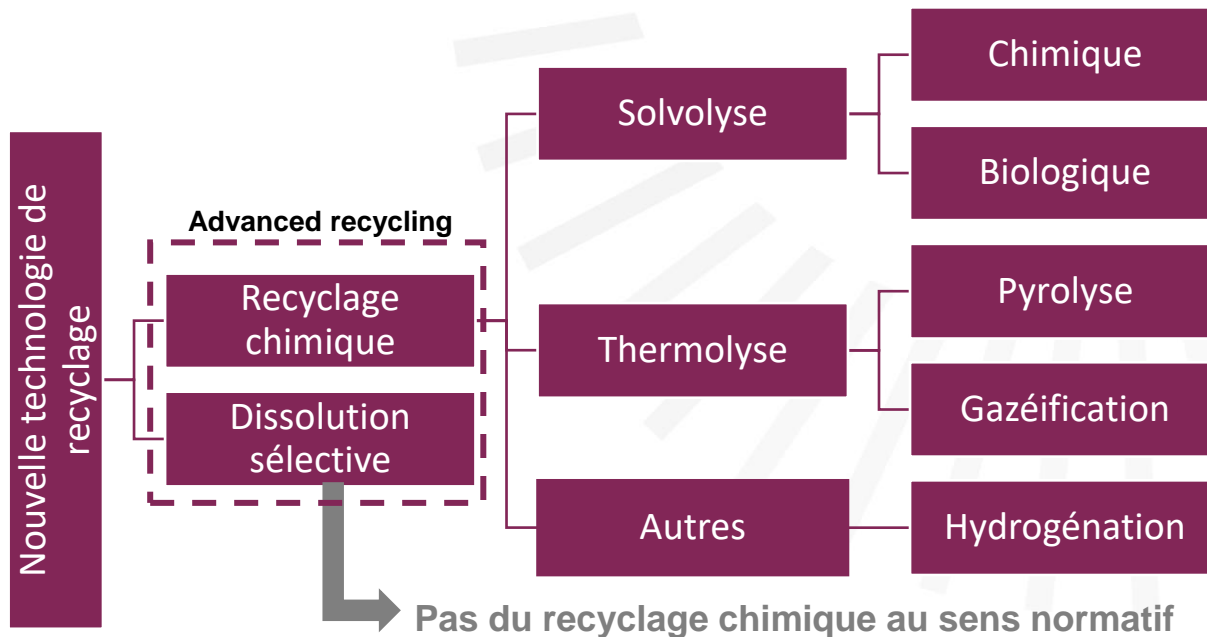 Nouvelle technologie de
recyclage
Advanced recycling
Recyclage
chimique
Dissolution
sélective
Solvolyse
Thermolyse
Autres
Chimique
Biologique
Pyrolyse
Gazéification
Hydrogénation
Pas du recyclage chimique au sens normatif